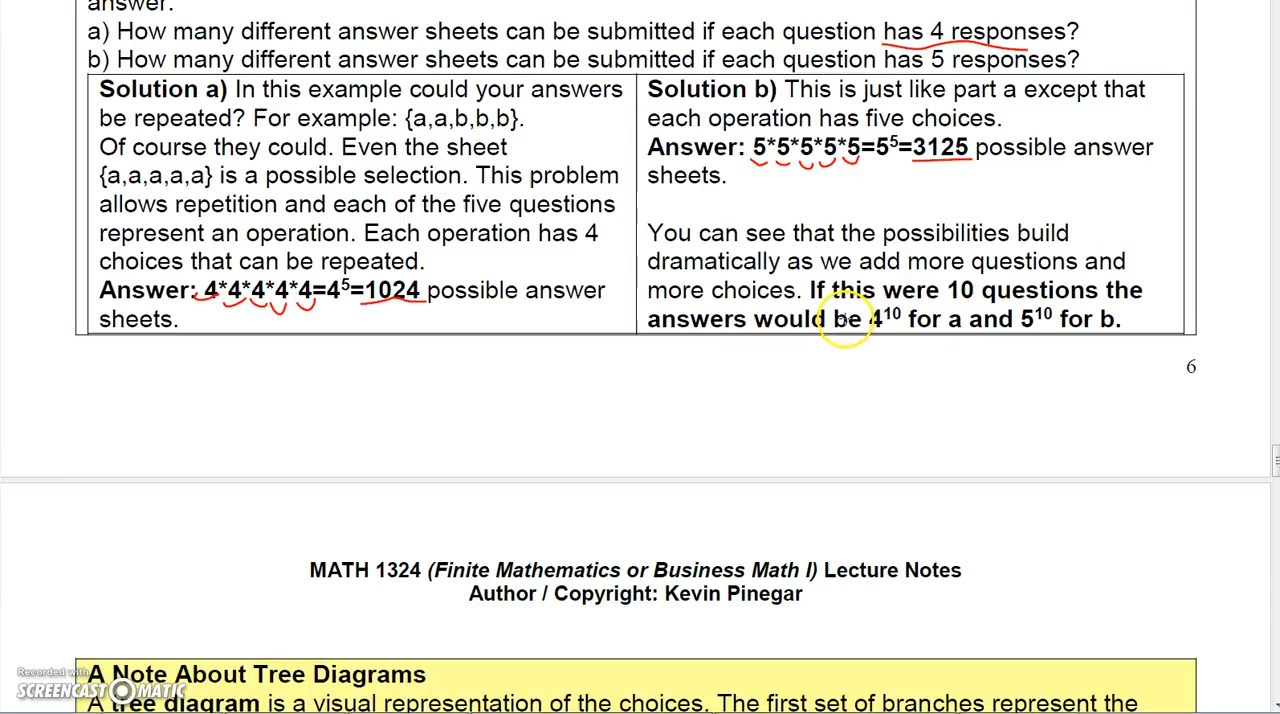 answer.
a) How many different answer sheets can be submitted if each question has 4 responses?
b) How many different answer sheets can be submitted if each question has 5 responses?
Solution a) In this example could your answers
be repeated? For example: {a,a,b,b,b}.
Of course they could. Even the sheet
{a,a,a,a,a} is a possible selection. This problem
allows repetition and each of the five questions
represent an operation. Each operation has 4
choices that can be repeated.
Answer: 4*4*4*4*4=4⁵=1024 possible answer
sheets.
Solution b) This is just like part a except that
each operation has five choices.
Answer: 5*5*5*5*5=5⁵=3125 possible answer
sheets.
You can see that the possibilities build
dramatically as we add more questions and
more choices. If this were 10 questions the
answers would be 4¹⁰ for a and 5¹⁰ for b.
6
MATH 1324 (Finite Mathematics or Business Math I) Lecture Notes
Author / Copyright: Kevin Pinegar
A Note About Tree Diagrams
A tree diagram is a visual representation of the choices. The first set of branches represent the
Recorded with
SCREENCAST-O-MATIC